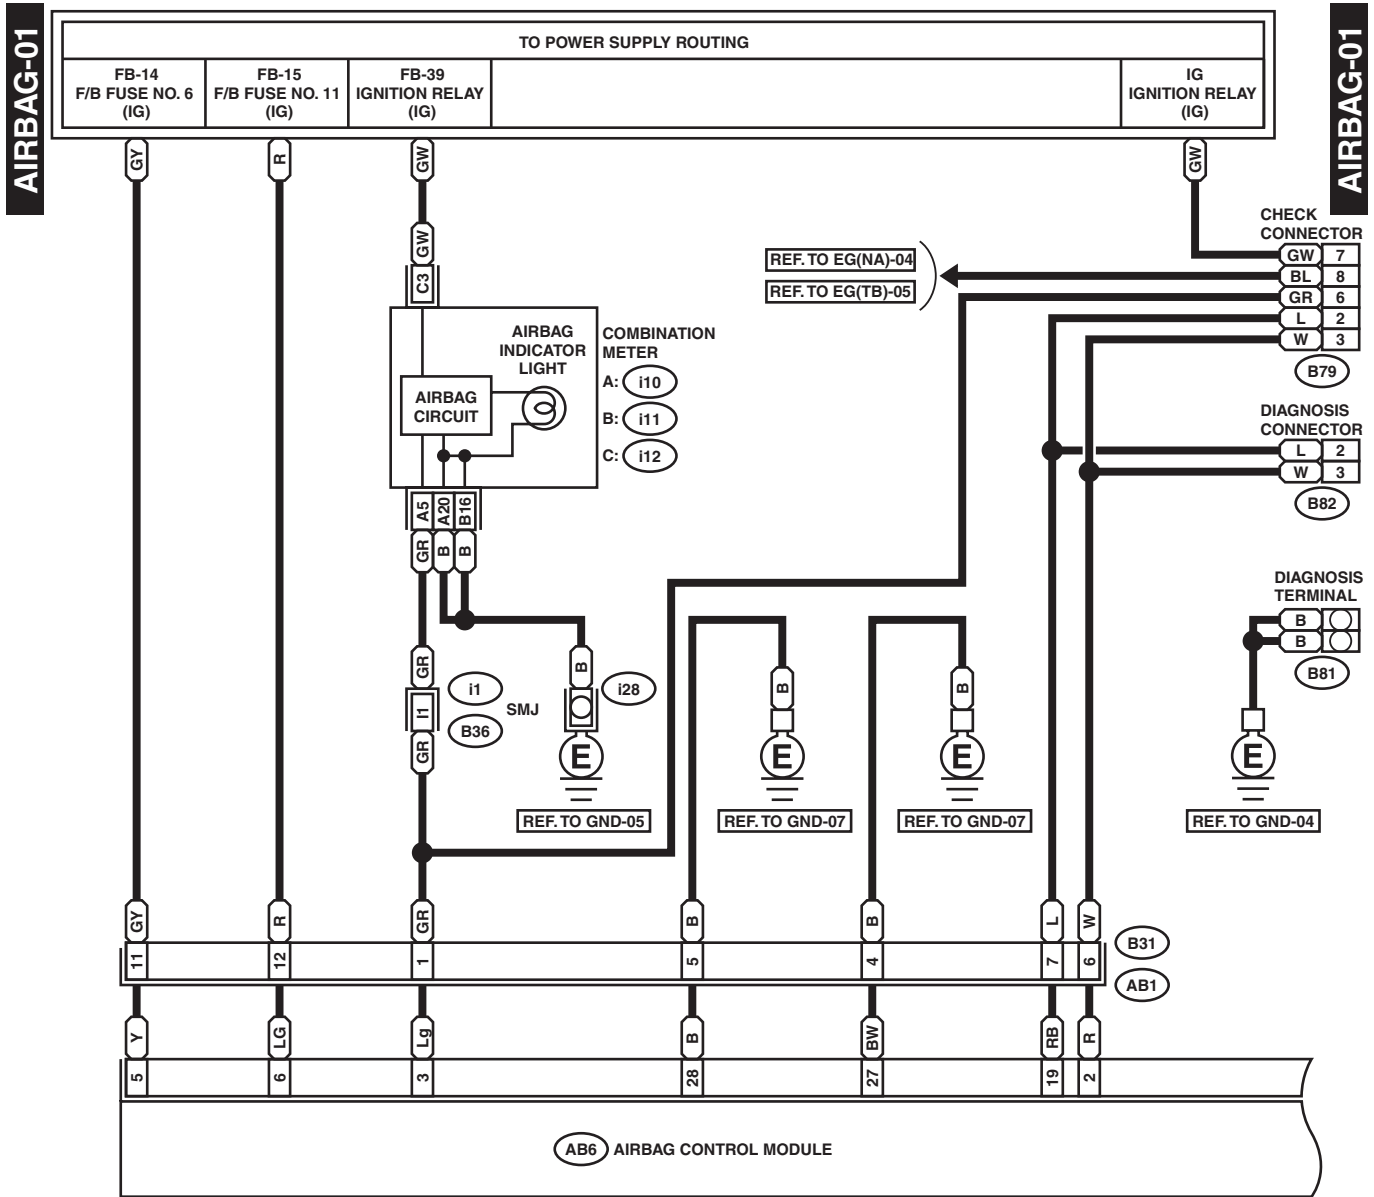 AIRBAG-01
AIRBAG-01
TO POWER SUPPLY ROUTING
FB-14
F/B FUSE NO. 6
(IG)
FB-15
F/B FUSE NO. 11
(IG)
FB-39
IGNITION RELAY
(IG)
IG
IGNITION RELAY
(IG)
GY
R
GW
GW
GW
C3
CHECK
CONNECTOR
GW 7
BL 8
GR 6
L 2
W 3
B79
REF. TO EG(NA)-04
REF. TO EG(TB)-05
AIRBAG
INDICATOR
LIGHT
AIRBAG
CIRCUIT
COMBINATION
METER
A: i10
B: i11
C: i12
DIAGNOSIS
CONNECTOR
L 2
W 3
B82
A5 A20 B16
GR B B
DIAGNOSIS
TERMINAL
B
B
B81
GR
I1
GR
i1
B36
SMJ
B
i28
B
B
E
E
E
E
REF. TO GND-05
REF. TO GND-07
REF. TO GND-07
REF. TO GND-04
GY R GR B B L W
11 12 1 5 4 7 6
B31
AB1
Y LG Lg B BW RB R
5 6 3 28 27 19 2
AB6 AIRBAG CONTROL MODULE